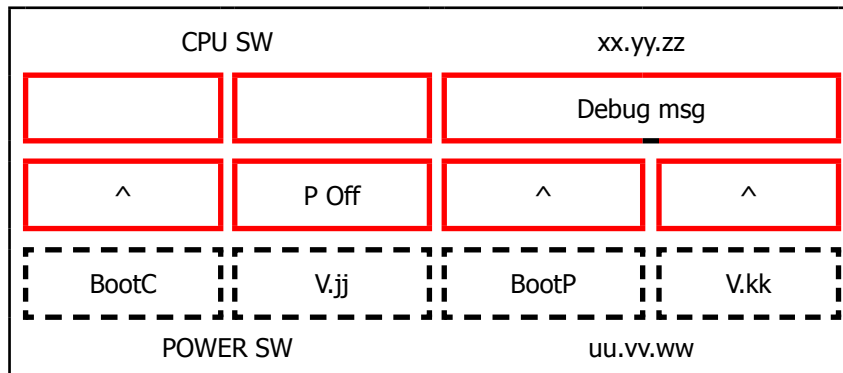 CPU SW xx.yy.zz
Debug msg
^ P Off ^ ^
BootC V.jj BootP V.kk
POWER SW uu.vv.ww